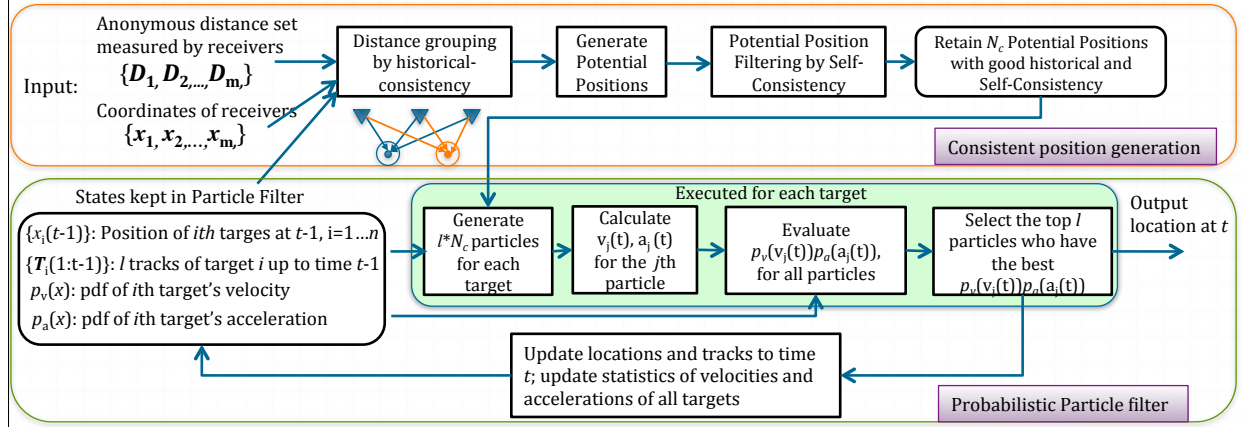 Anonymous distance set
measured by receivers
{D1, D2,..., Dm,}
Input:
Coordinates of receivers
{x1, x2,...., xm,}
Distance grouping
by historical-
consistency
Generate
Potential
Positions
Potential Position
Filtering by Self-
Consistency
Retain Nc Potential Positions
with good historical and
Self-Consistency
Consistent position generation
States kept in Particle Filter
{xi(t-1)}: Position of ith targes at t-1, i=1...n
{Ti(1:t-1)}: l tracks of target i up to time t-1
pv(x): pdf of ith target's velocity
pa(x): pdf of ith target's acceleration
Executed for each target
Generate
l*Nc particles
for each
target
Calculate
vj(t), aj (t)
for the jth
particle
Evaluate
pv(vj(t))pa(aj(t)),
for all particles
Select the top l
particles who have
the best
pv(vj(t))pa(aj(t))
Output
location at t
Update locations and tracks to time
t; update statistics of velocities and
accelerations of all targets
Probabilistic Particle filter